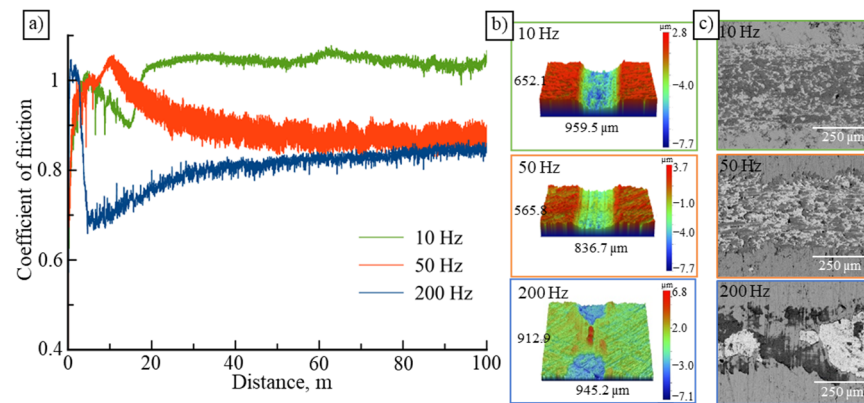 a)
Coefficient of friction
1
0.8
0.6
0.4
0
20
40
60
80
100
Distance, m
10 Hz
50 Hz
200 Hz
b)
10 Hz
652.1
959.5 µm
µm
2.8
−4.0
−7.7
50 Hz
565.8
836.7 µm
µm
3.7
−1.0
−4.0
−7.7
200 Hz
912.9
945.2 µm
µm
6.8
2.0
−3.0
−7.1
c)
10 Hz
250 µm
50 Hz
250 µm
200 Hz
250 µm